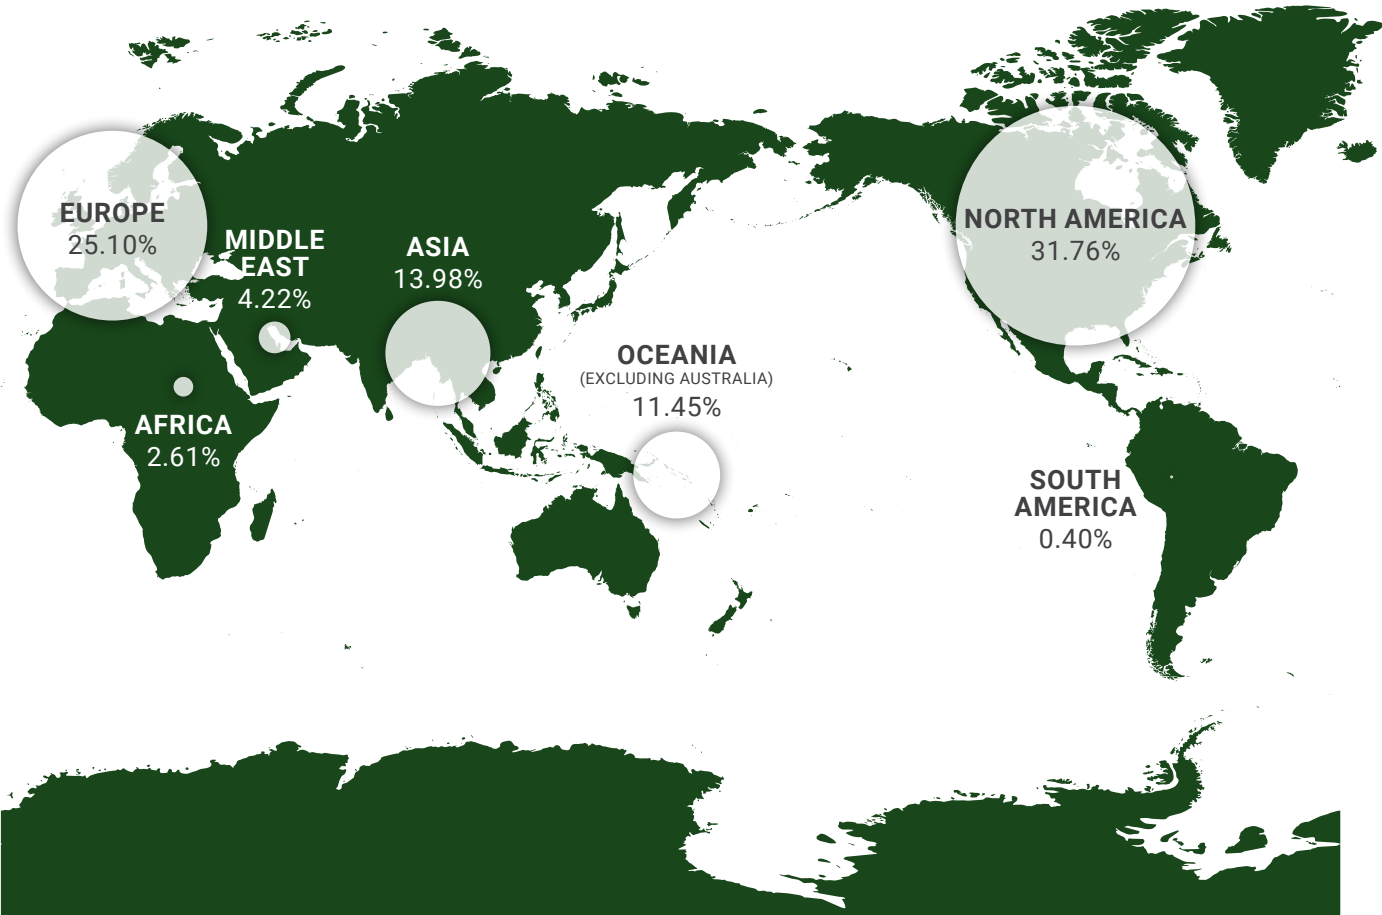 EUROPE
25.10%
MIDDLE
EAST
4.22%
ASIA
13.98%
AFRICA
2.61%
OCEANIA
(EXCLUDING AUSTRALIA)
11.45%
NORTH AMERICA
31.76%
SOUTH
AMERICA
0.40%